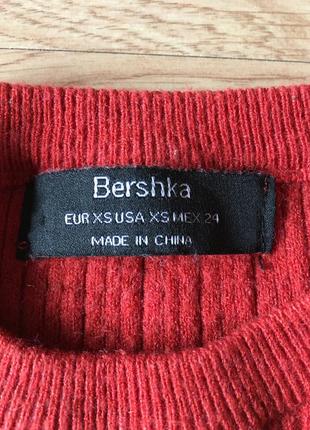 Bershka
EUR XS USA XS MEX 24
MADE IN CHINA